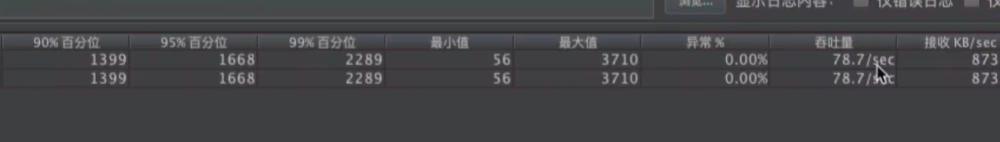 浏览... 显示日志内容： 仅错误日志 仅
90% 百分位 95% 百分位 99% 百分位 最小值 最大值 异常 % 吞吐量 接收 KB/sec
1399 1668 2289 56 3710 0.00% 78.7/sec 873
1399 1668 2289 56 3710 0.00% 78.7/sec 873